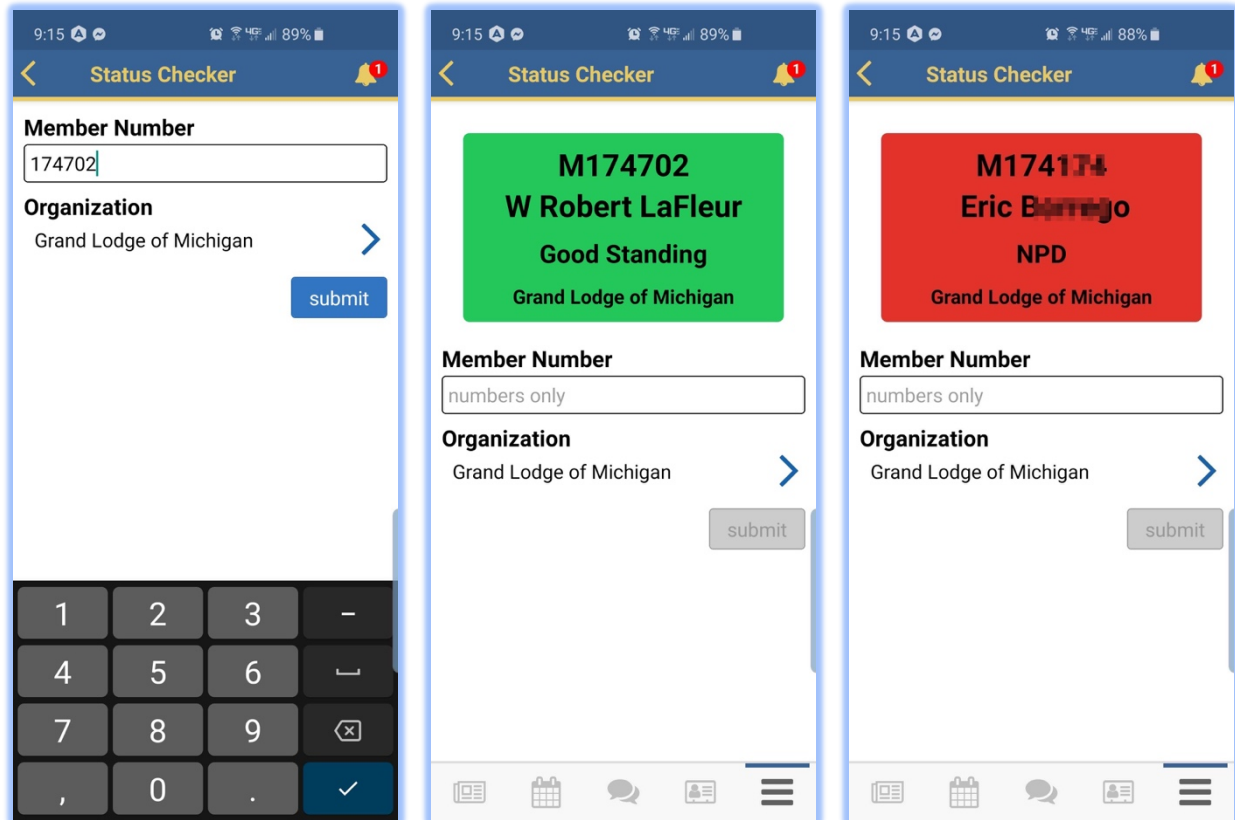 9:15 4G 89%
Status Checker 1
Member Number
174702
Organization
Grand Lodge of Michigan
submit
1 2 3 -
4 5 6
7 8 9
, 0 .
9:15 4G 89%
Status Checker 1
M174702
W Robert LaFleur
Good Standing
Grand Lodge of Michigan
Member Number
numbers only
Organization
Grand Lodge of Michigan
submit
9:15 4G 88%
Status Checker 1
Eric
NPD
Grand Lodge of Michigan
Member Number
numbers only
Organization
Grand Lodge of Michigan
submit